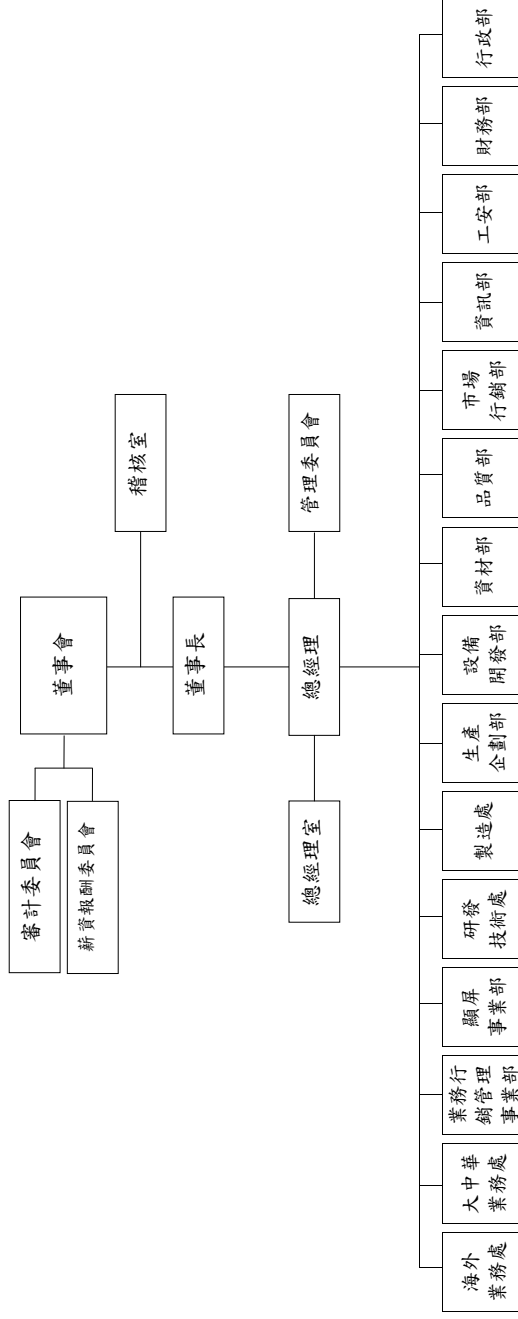 審計委員會
薪資報酬委員會
董事會
稽核室
董事長
總經理室
總經理
管理委員會
海外
業務處
大中華
業務處
業務行
銷管理
事業部
顯屏
事業部
研發
技術處
製造處
生產
企劃部
設備
開發部
資材部
品質部
市場
行銷部
資訊部
工安部
財務部
行政部